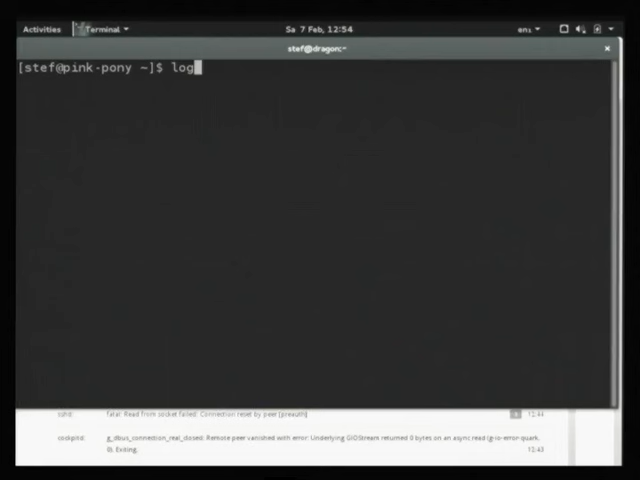 Activities Terminal Sa 7 Feb, 12:54 en₁
stef@dragon:~ ×
[stef@pink-pony ~]$ log
sshd: fatal: Read from socket failed: Connection reset by peer [preauth] 12:44
cockpitd: g_dbus_connection_real_closed: Remote peer vanished with error: Underlying GIOStream returned 0 bytes on an async read (g-io-error-quark,
0). Exiting. 12:43